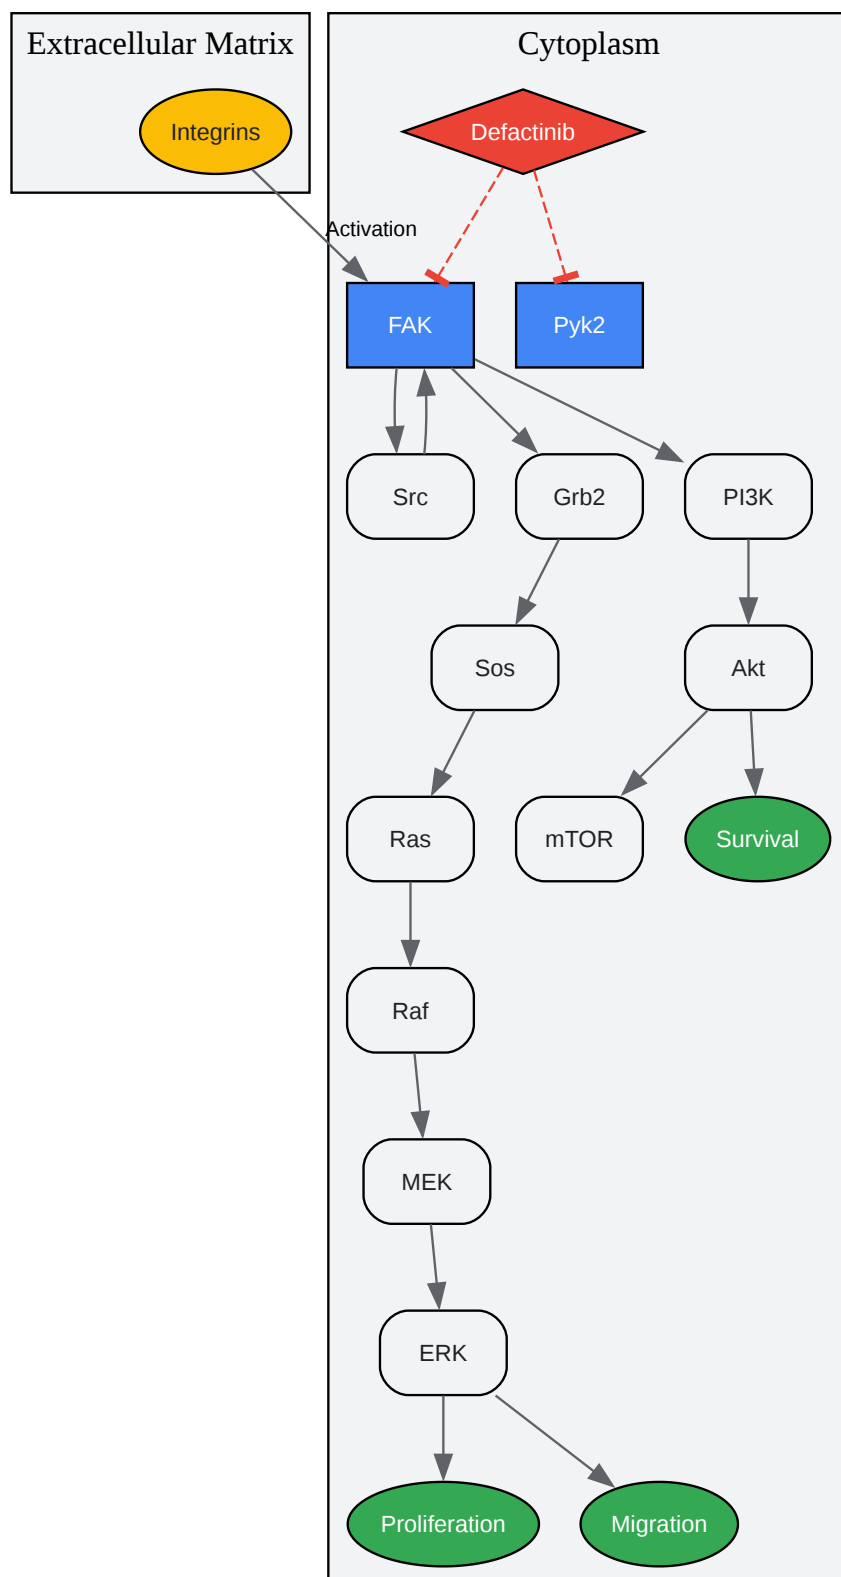 Extracellular Matrix
Cytoplasm
Integrins
Defactinib
Activation
FAK
Pyk2
Src
Grb2
PI3K
Sos
Akt
Ras
mTOR
Survival
Raf
MEK
ERK
Proliferation
Migration